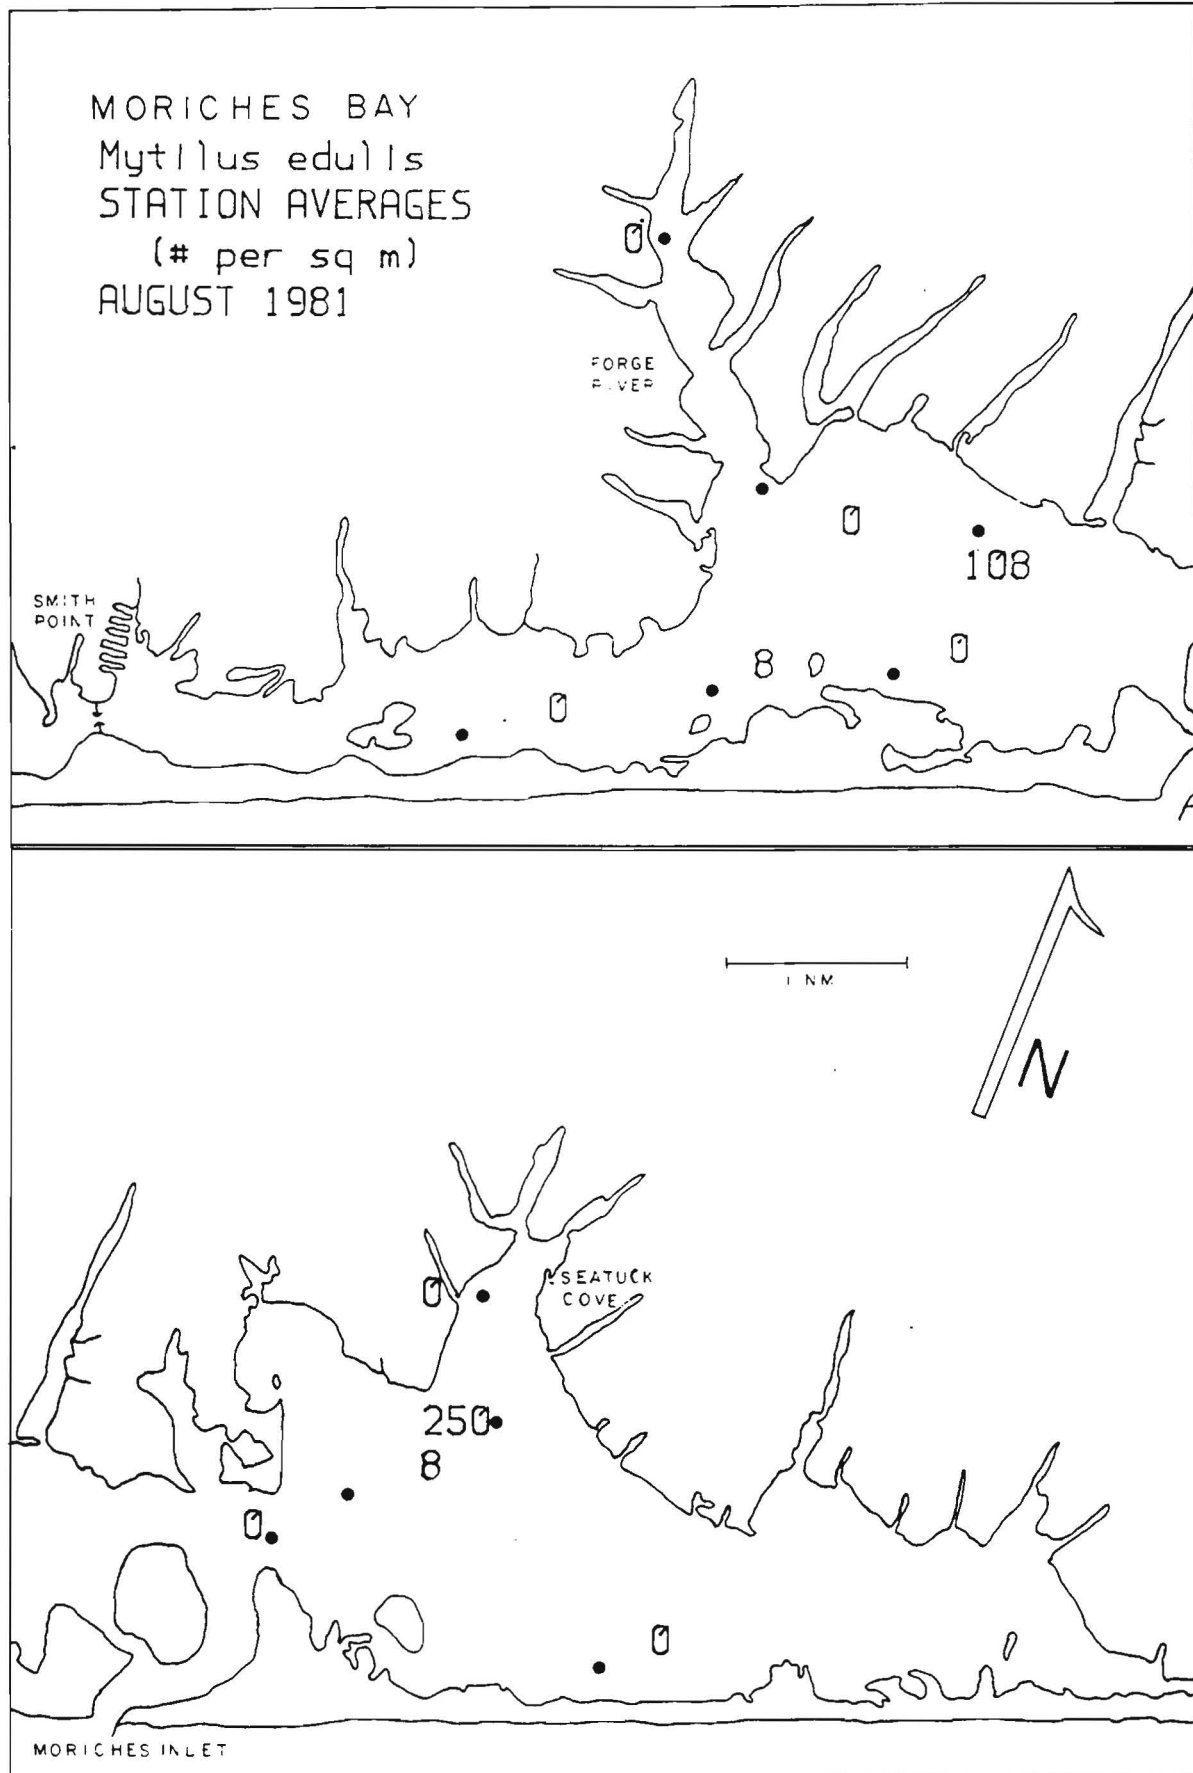 MORICHES BAY
Mytilus edulis
STATION AVERAGES
(# per sq m)
AUGUST 1981
0
FORGE
RIVER
0
108
SMITH
POINT
8
0
0
1 NM
N
SEATUCK
COVE
0
250
8
0
0
MORICHES INLET